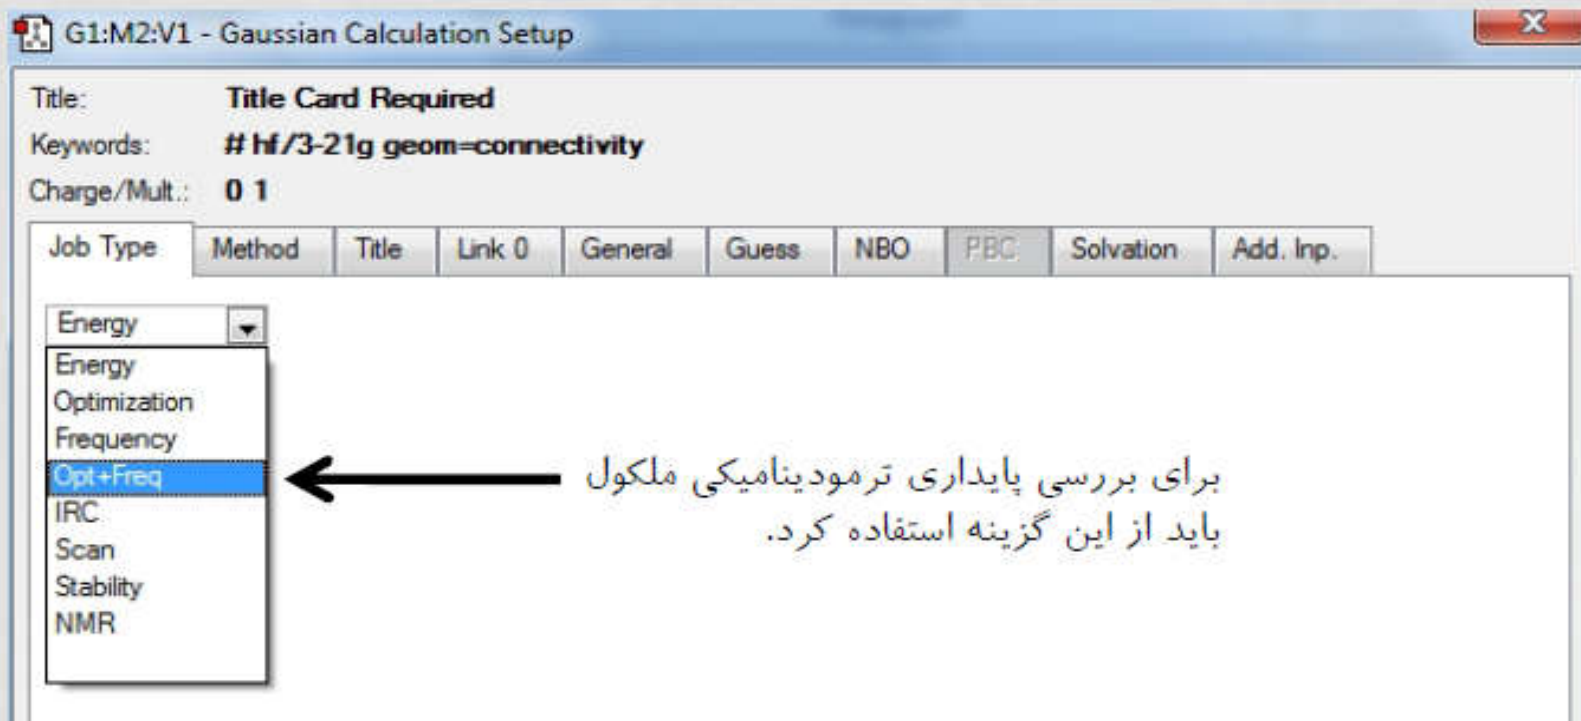 G1:M2:V1 - Gaussian Calculation Setup
Title: Title Card Required
Keywords: # hf/3-21g geom=connectivity
Charge/Mult.: 0 1
Job Type Method Title Link 0 General Guess NBO PBC Solvation Add. Inp.
Energy
Energy
Optimization
Frequency
Opt+Freq
IRC
Scan
Stability
NMR
برای بررسی پایداری ترمودینامیکی ملکول
باید از این گزینه استفاده کرد.